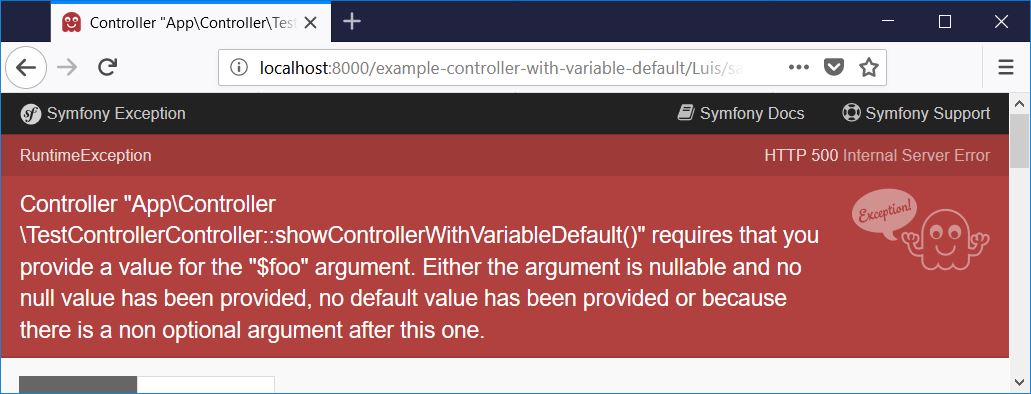 Controller "App\Controller\Test
localhost:8000/example-controller-with-variable-default/Luis/sa
Symfony Exception
Symfony Docs
Symfony Support
RuntimeException
HTTP 500 Internal Server Error
Controller "App\Controller
\TestControllerController::showControllerWithVariableDefault()" requires that you
provide a value for the "$foo" argument. Either the argument is nullable and no
null value has been provided, no default value has been provided or because
there is a non optional argument after this one.
Exception!